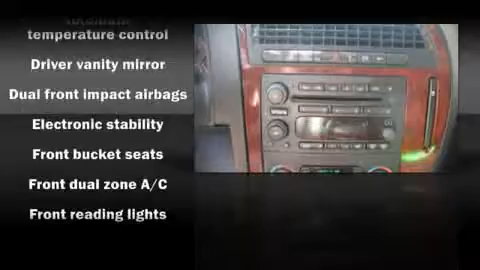 temperature control
Driver vanity mirror
Dual front impact airbags
Electronic stability
Front bucket seats
Front dual zone A/C
Front reading lights